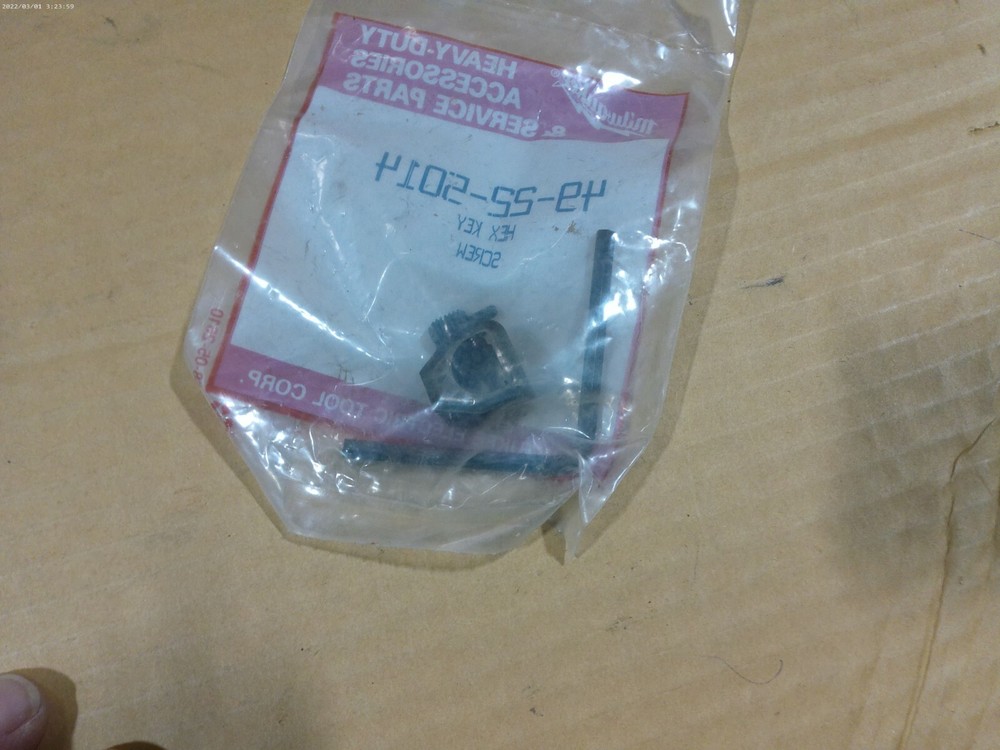 2022/03/01 3:23:59
HEAVY-DUTY
ACCESSORIES
& SERVICE PARTS
Milwaukee
49-22-5014
HEX KEY
SCREW
TOOL CORP.